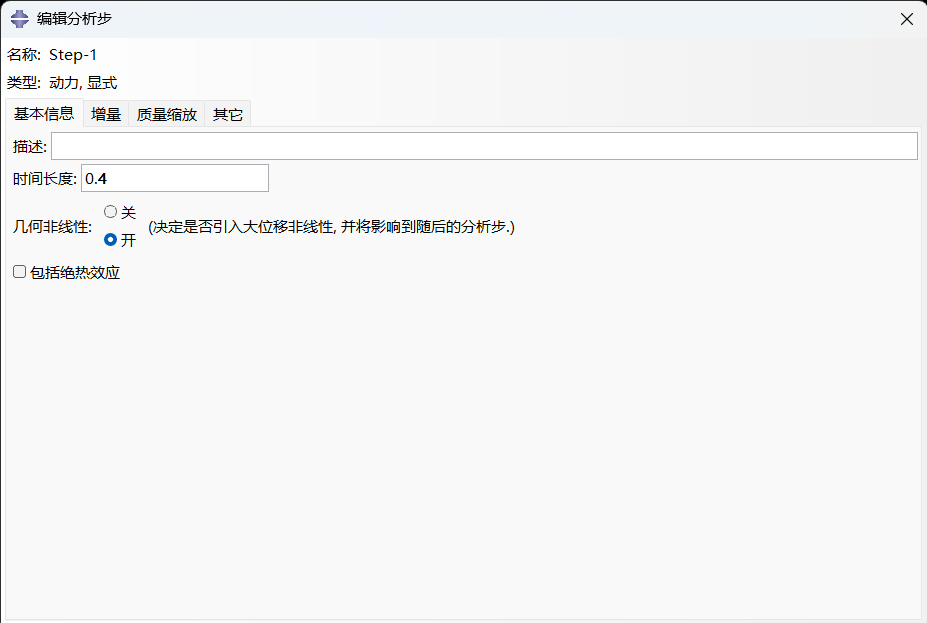 编辑分析步
名称: Step-1
类型: 动力, 显式
基本信息 增量 质量缩放 其它
描述:
时间长度: 0.4
几何非线性: 关
开 (决定是否引入大位移非线性, 并将影响到随后的分析步.)
包括绝热效应